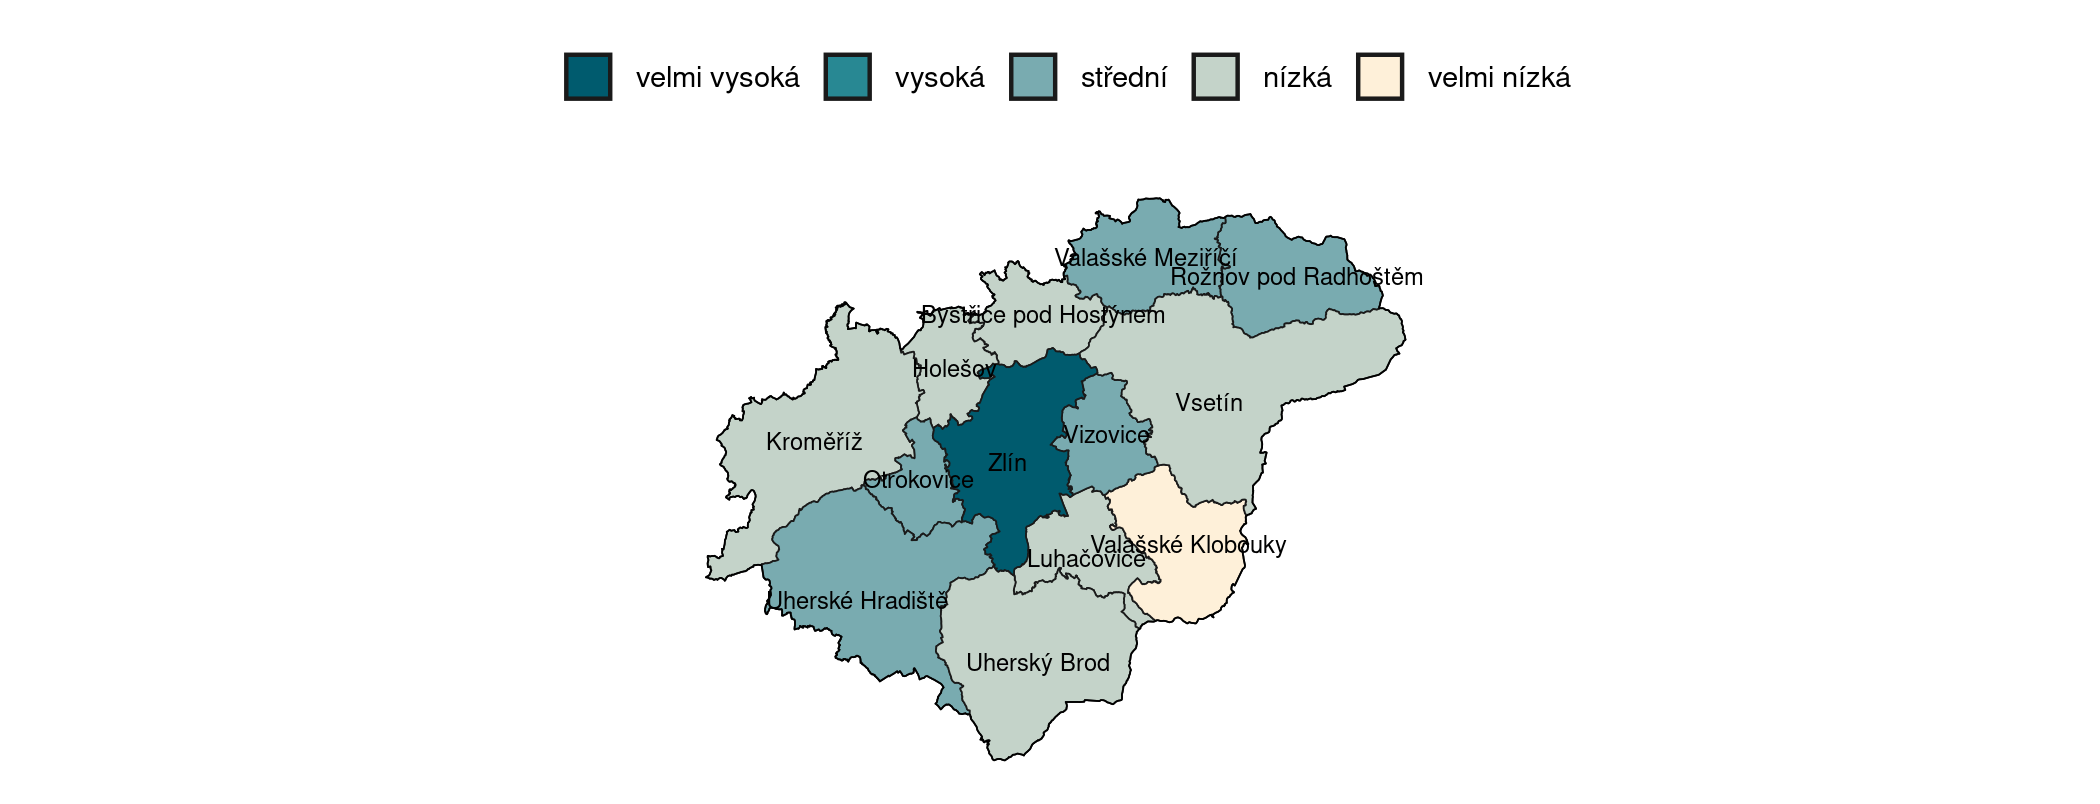 velmi vysoká
vysoká
střední
nízká
velmi nízká
Valašské Meziříčí
Rožnov pod Radhoštěm
Bystřice pod Hostýnem
Holešov
Vsetín
Vizovice
Kroměříž
Zlín
Otrokovice
Valašské Klobouky
Luhačovice
Uherské Hradiště
Uherský Brod